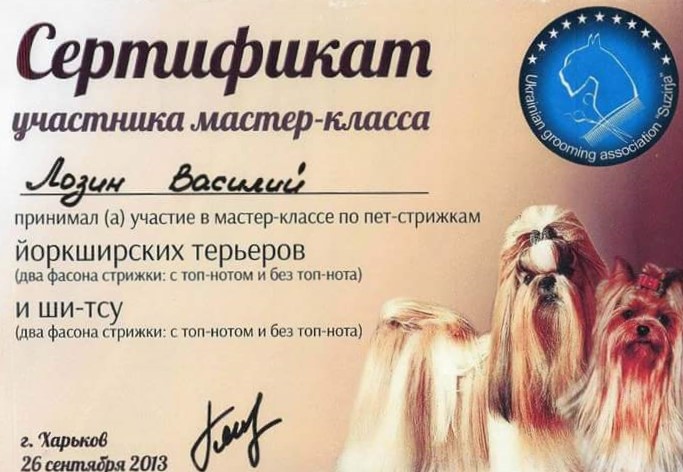 Сертификат
участника мастер-класса
Ukrainian grooming association "Suzirja"
Лозин Василий
принимал (а) участие в мастер-классе по пет-стрижкам
йоркширских терьеров
(два фасона стрижки: с топ-нотом и без топ-нота)
и ши-тсу
(два фасона стрижки: с топ-нотом и без топ-нота)
г. Харьков
26 сентября 2013